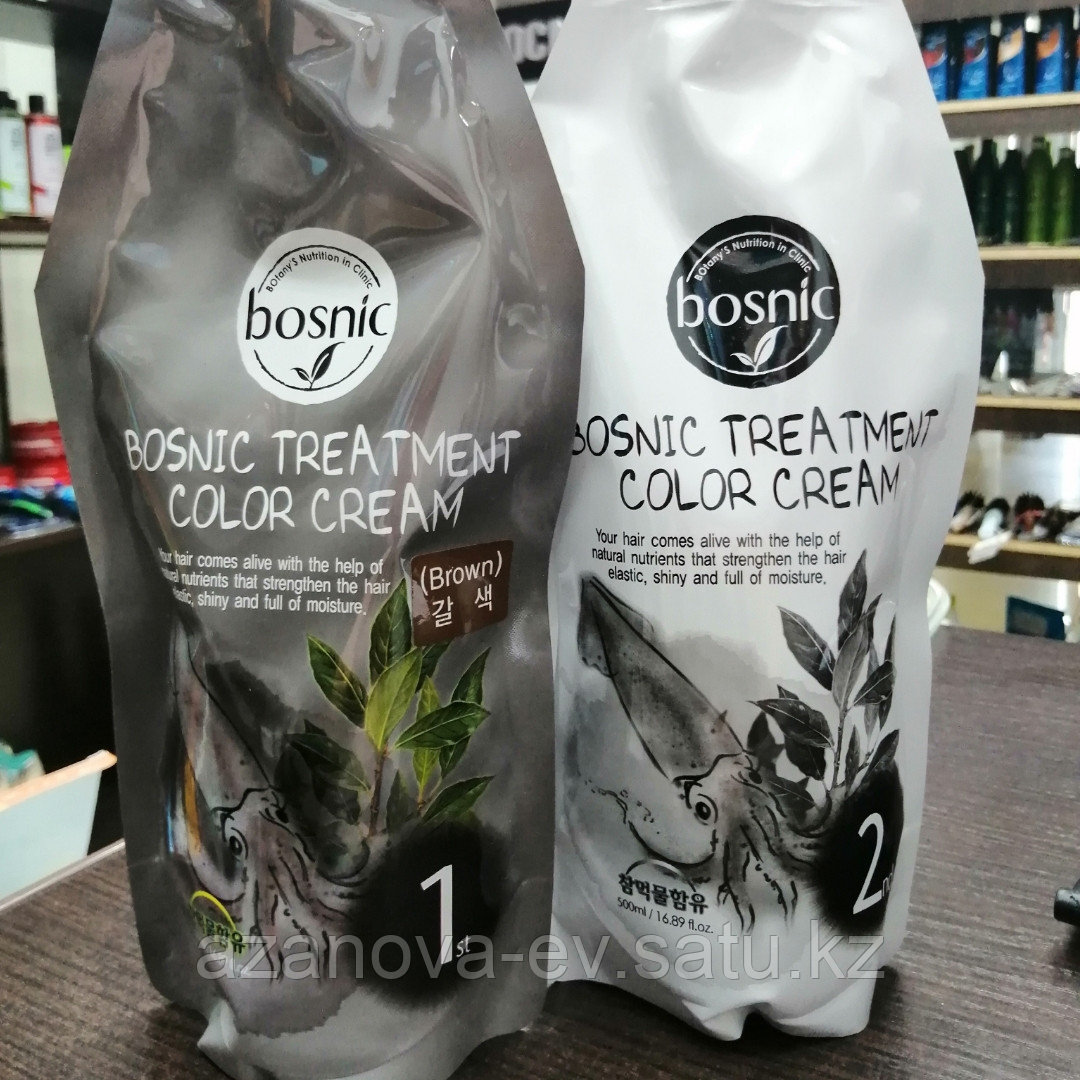 BOtany'S Nutrition in Clinic
bosnic
BOSNIC TREATMENT
COLOR CREAM
Your hair comes alive with the help of
natural nutrients that strengthen the hair
elastic, shiny and full of moisture.
(Brown)
갈색
1st
BOtany'S Nutrition in Clinic
bosnic
BOSNIC TREATMENT
COLOR CREAM
Your hair comes alive with the help of
natural nutrients that strengthen the hair
elastic, shiny and full of moisture.
2nd
참먹물함유
500ml / 16.89 fl.oz.
azanova-ev.satu.kz